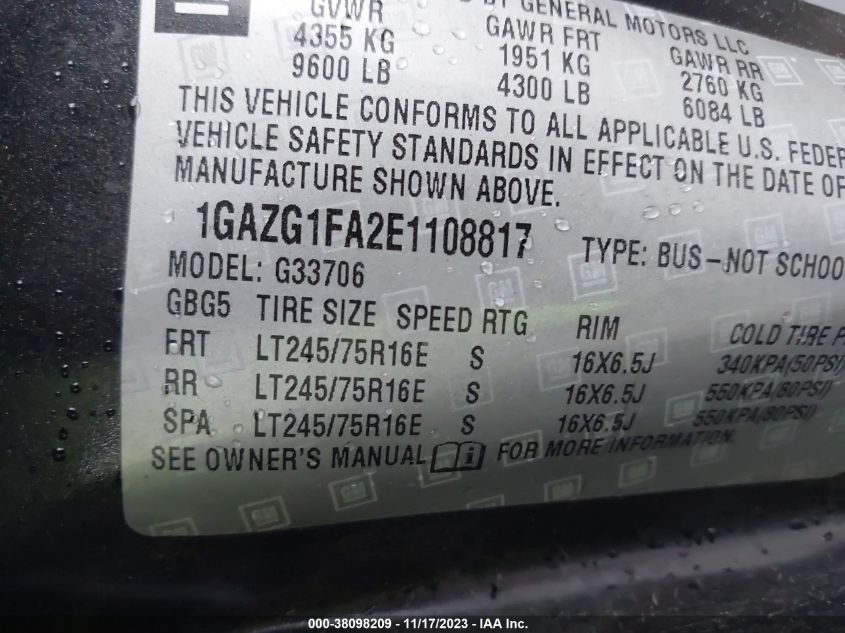 BY GENERAL MOTORS LLC
GVWR GAWR FRT GAWR RR
4355 KG 1951 KG 2760 KG
9600 LB 4300 LB 6084 LB
THIS VEHICLE CONFORMS TO ALL APPLICABLE U.S. FEDER
VEHICLE SAFETY STANDARDS IN EFFECT ON THE DATE OF
MANUFACTURE SHOWN ABOVE.
1GAZG1FA2E1108817 TYPE: BUS-NOT SCHOO
MODEL: G33706
GBG5 TIRE SIZE SPEED RTG RIM COLD TIRE P
FRT LT245/75R16E S 16X6.5J 340KPA(50PSI)
RR LT245/75R16E S 16X6.5J 550KPA(80PSI)
SPA LT245/75R16E S 16X6.5J 550KPA(80PSI)
SEE OWNER'S MANUAL i FOR MORE INFORMATION.
000-38098209 - 11/17/2023 - IAA Inc.